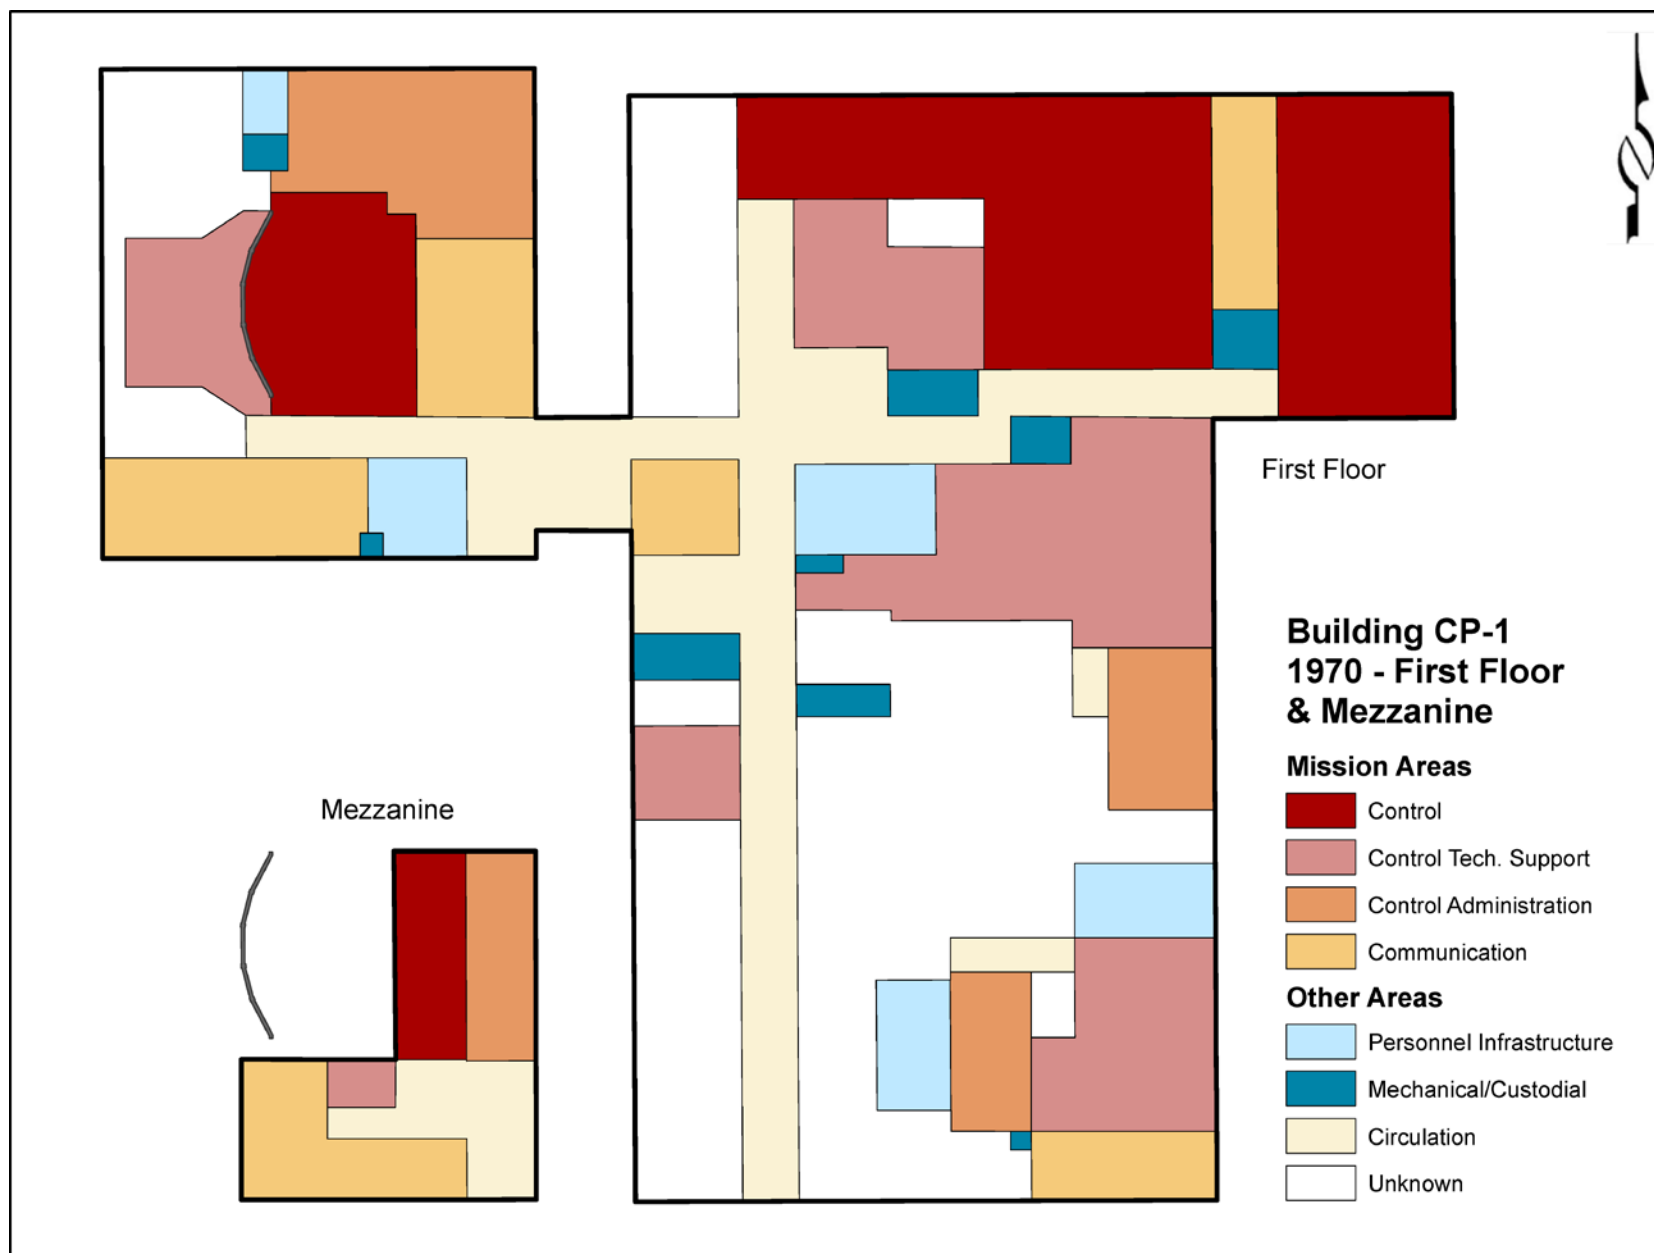 First Floor
Building CP-1
1970 - First Floor
& Mezzanine
Mission Areas
Control
Control Tech. Support
Control Administration
Communication
Other Areas
Personnel Infrastructure
Mechanical/Custodial
Circulation
Unknown
Mezzanine